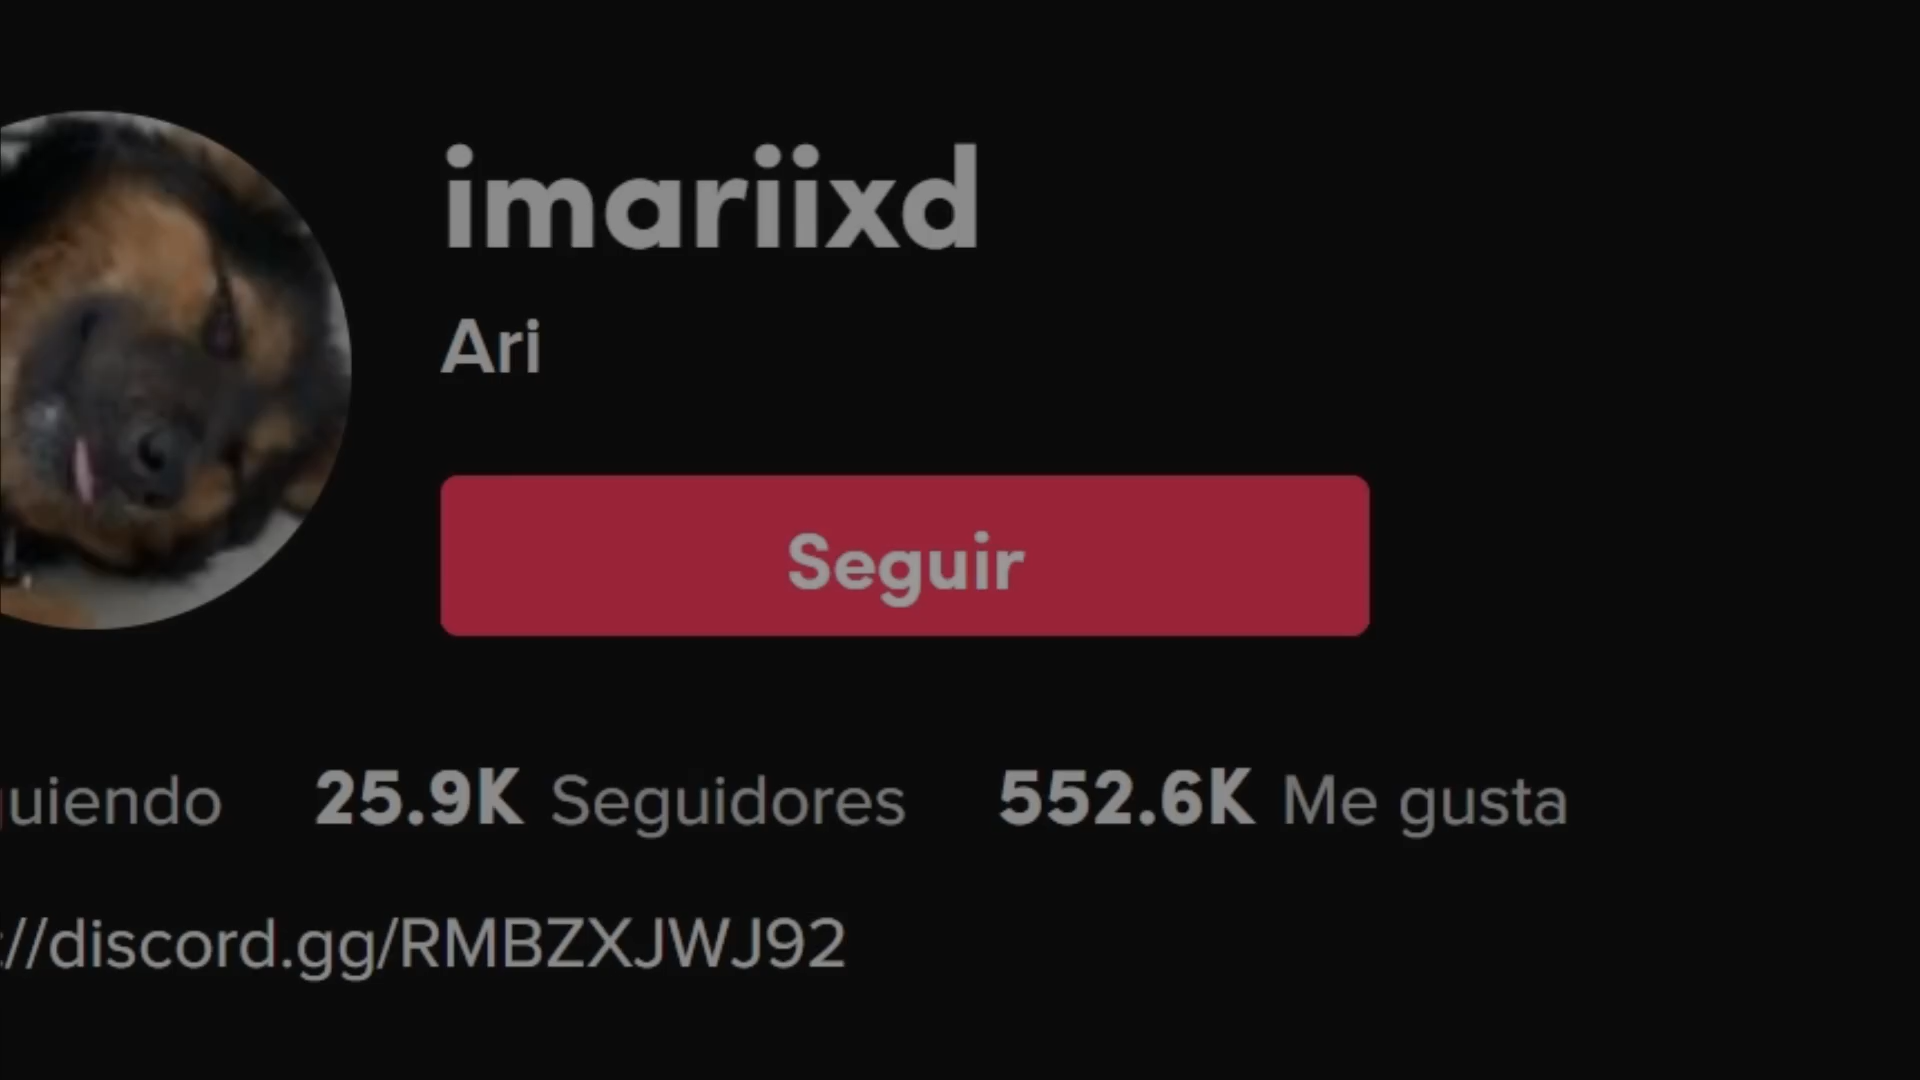 imariixd
Ari
Seguir
uiendo 25.9K Seguidores 552.6K Me gusta
://discord.gg/RMBZXJWJ92